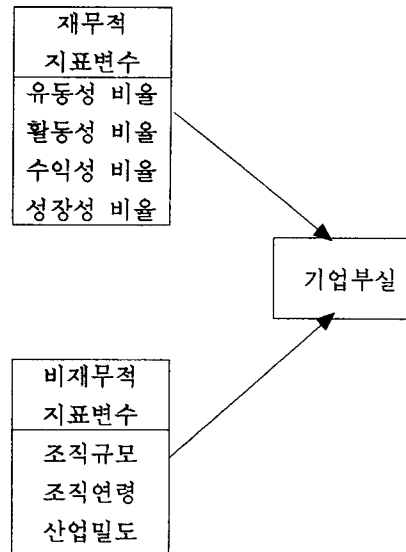 재무적
지표변수
유동성 비율
활동성 비율
수익성 비율
성장성 비율
기업부실
비재무적
지표변수
조직규모
조직연령
산업밀도